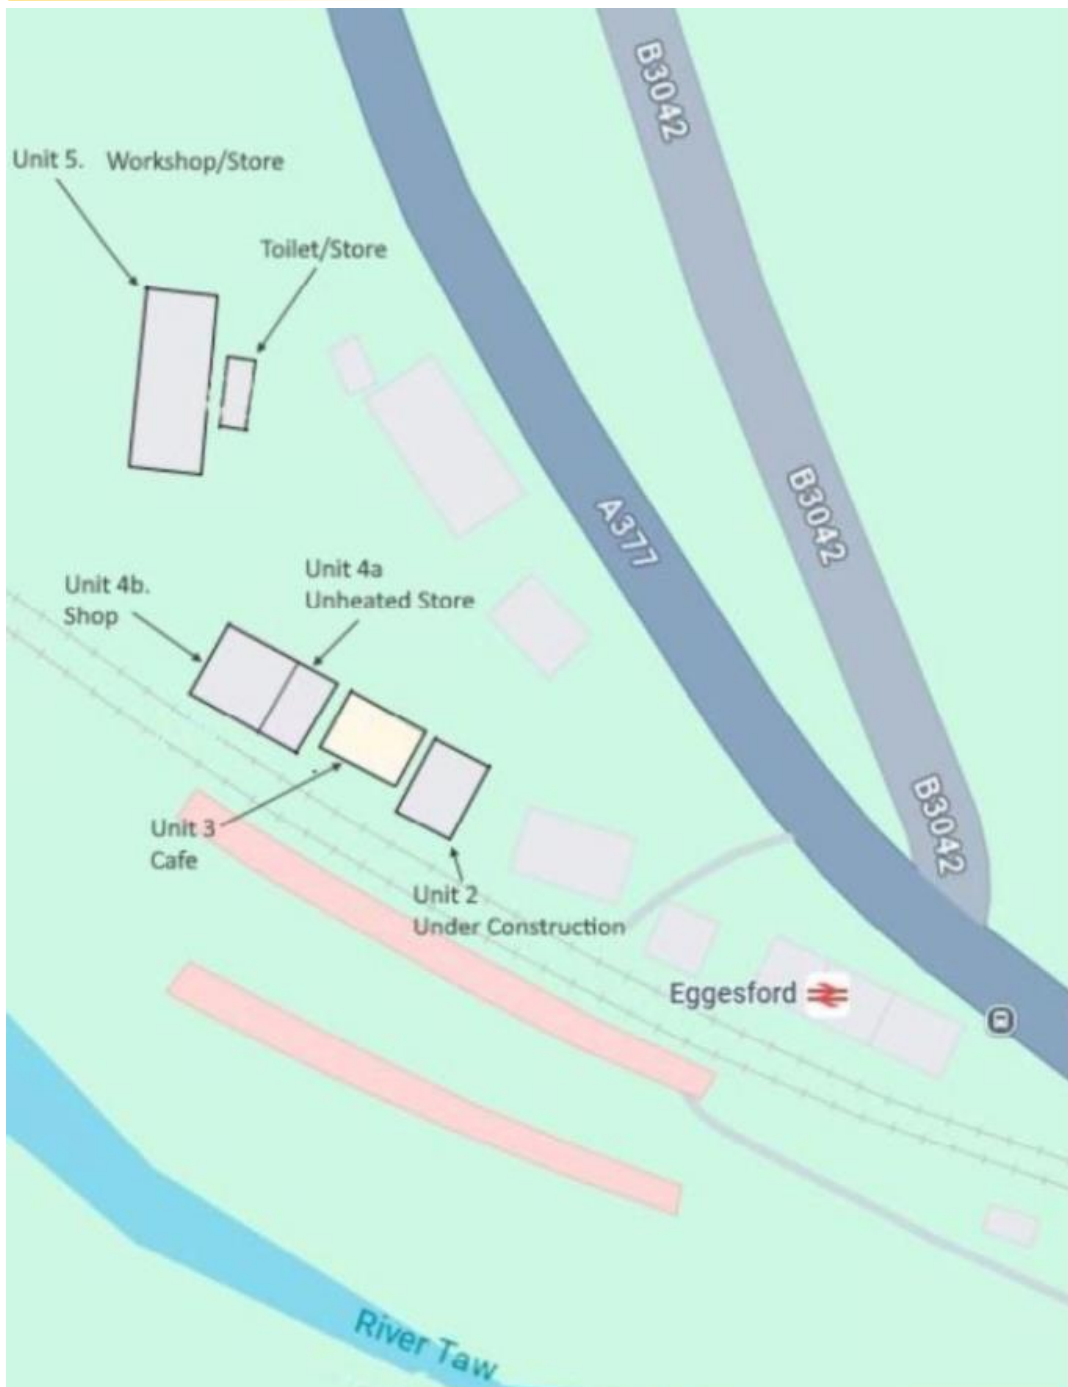 B3042
Unit 5.   Workshop/Store
Toilet/Store
B3042
A377
Unit 4a
Unheated Store
Unit 4b.
Shop
B3042
Unit 3
Cafe
Unit 2
Under Construction
Eggesford
River Taw